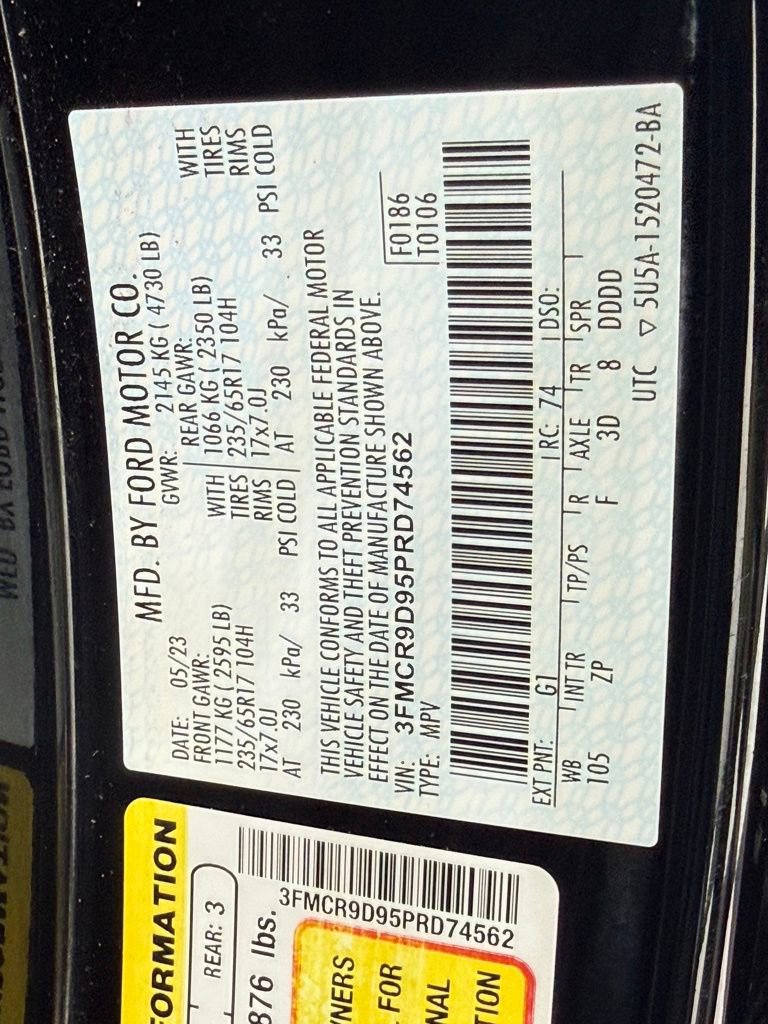 MFD. BY FORD MOTOR CO.
DATE: 05/23 GVWR: 2145 KG ( 4730 LB)
FRONT GAWR: REAR GAWR:
1177 KG ( 2595 LB) WITH 1066 KG ( 2350 LB) WITH
235/65R17 104H TIRES 235/65R17 104H TIRES
17x7.0J RIMS 17x7.0J RIMS
AT 230 kPa/ 33 PSI COLD AT 230 kPa/ 33 PSI COLD
THIS VEHICLE CONFORMS TO ALL APPLICABLE FEDERAL MOTOR
VEHICLE SAFETY AND THEFT PREVENTION STANDARDS IN
EFFECT ON THE DATE OF MANUFACTURE SHOWN ABOVE.
VIN: 3FMCR9D95PRD74562 F0186
TYPE: MPV T0106
EXT PNT: G1 RC: 74 DSO:
WB INT TR TP/PS R AXLE TR SPR
105 ZP F 3D 8 DDDD
UTC ▽ 5U5A-1520472-BA
FORMATION
REAR: 3
876 lbs.
3FMCR9D95PRD74562
NERS
FOR
NAL
TION